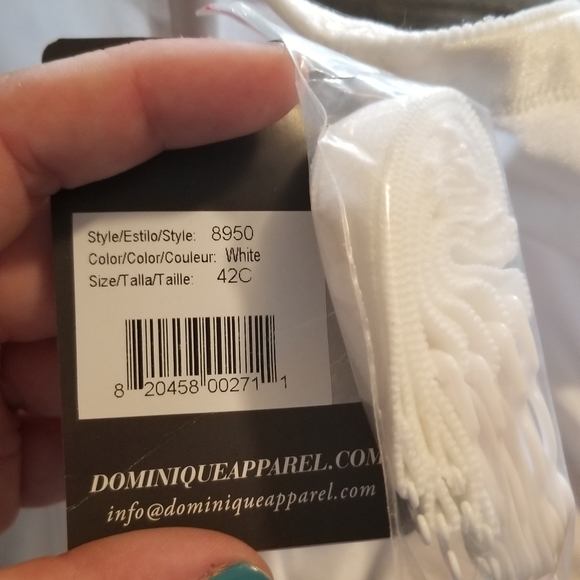 Style/Estilo/Style: 8950
Color/Color/Couleur: White
Size/Talla/Taille: 42C
8 20458 00271 1
DOMINIQUEAPPAREL.COM
info@dominiqueapparel.com